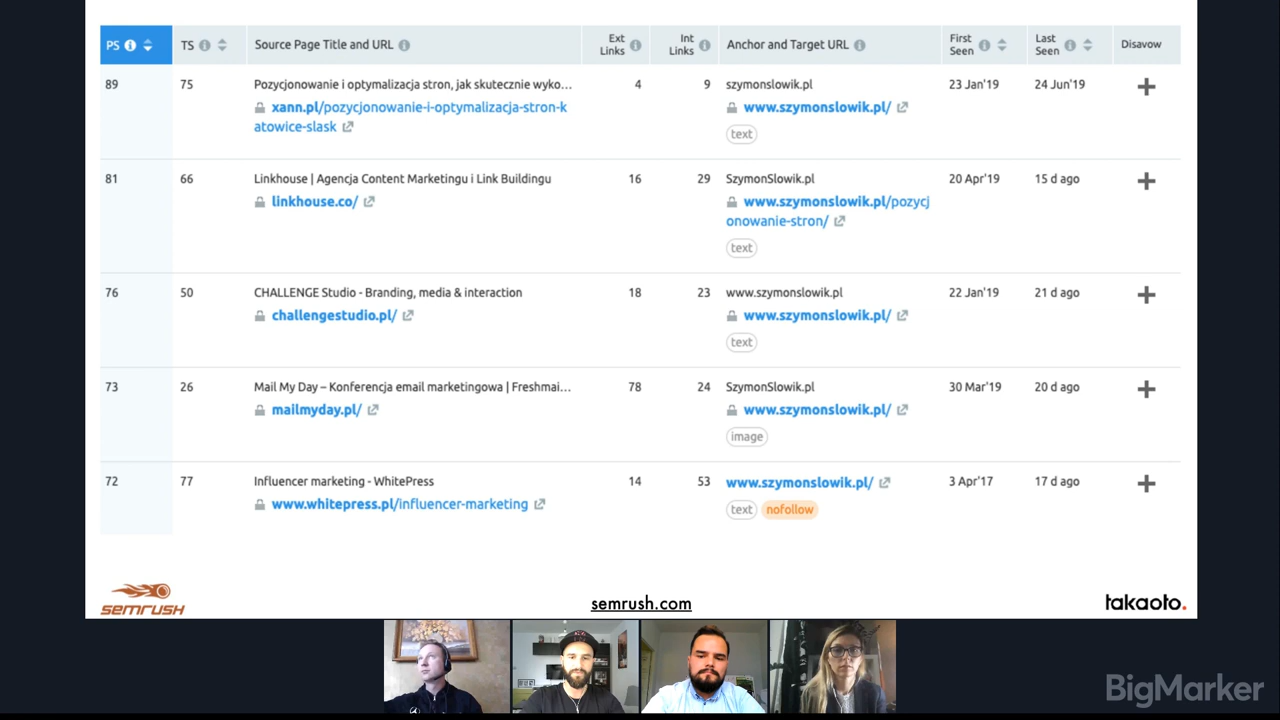 PS TS Source Page Title and URL Ext Links Int Links Anchor and Target URL First Seen Last Seen Disavow
89 75 Pozycjonowanie i optymalizacja stron, jak skutecznie wyko... 4 9 szymonslowik.pl 23 Jan'19 24 Jun'19
xann.pl/pozycjonowanie-i-optymalizacja-stron-k www.szymonslowik.pl/
atowice-slask text
81 66 Linkhouse | Agencja Content Marketingu i Link Buildingu 16 29 SzymonSlowik.pl 20 Apr'19 15 d ago
linkhouse.co/ www.szymonslowik.pl/pozycj
onowanie-stron/
text
76 50 CHALLENGE Studio - Branding, media & interaction 18 23 www.szymonslowik.pl 22 Jan'19 21 d ago
challengestudio.pl/ www.szymonslowik.pl/
text
73 26 Mail My Day – Konferencja email marketingowa | Freshmai... 78 24 SzymonSlowik.pl 30 Mar'19 20 d ago
mailmyday.pl/ www.szymonslowik.pl/
image
72 77 Influencer marketing - WhitePress 14 53 www.szymonslowik.pl/ 3 Apr'17 17 d ago
www.whitepress.pl/influencer-marketing text nofollow
semrush semrush.com takaoto.
BigMarker